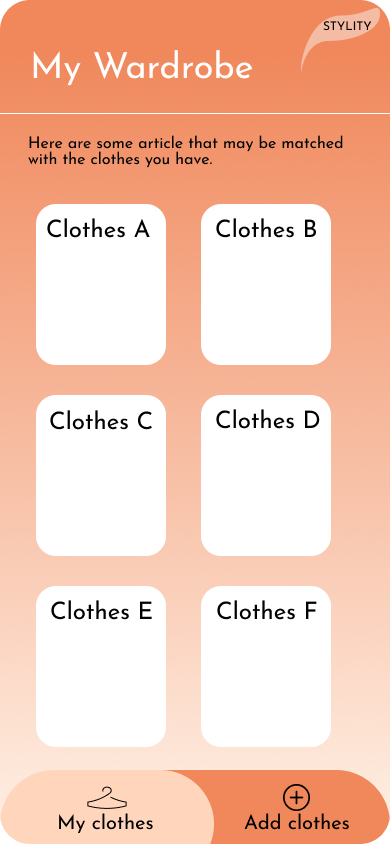 STYLITY
My Wardrobe
Here are some article that may be matched
with the clothes you have.
Clothes A
Clothes B
Clothes C
Clothes D
Clothes E
Clothes F
My clothes
Add clothes